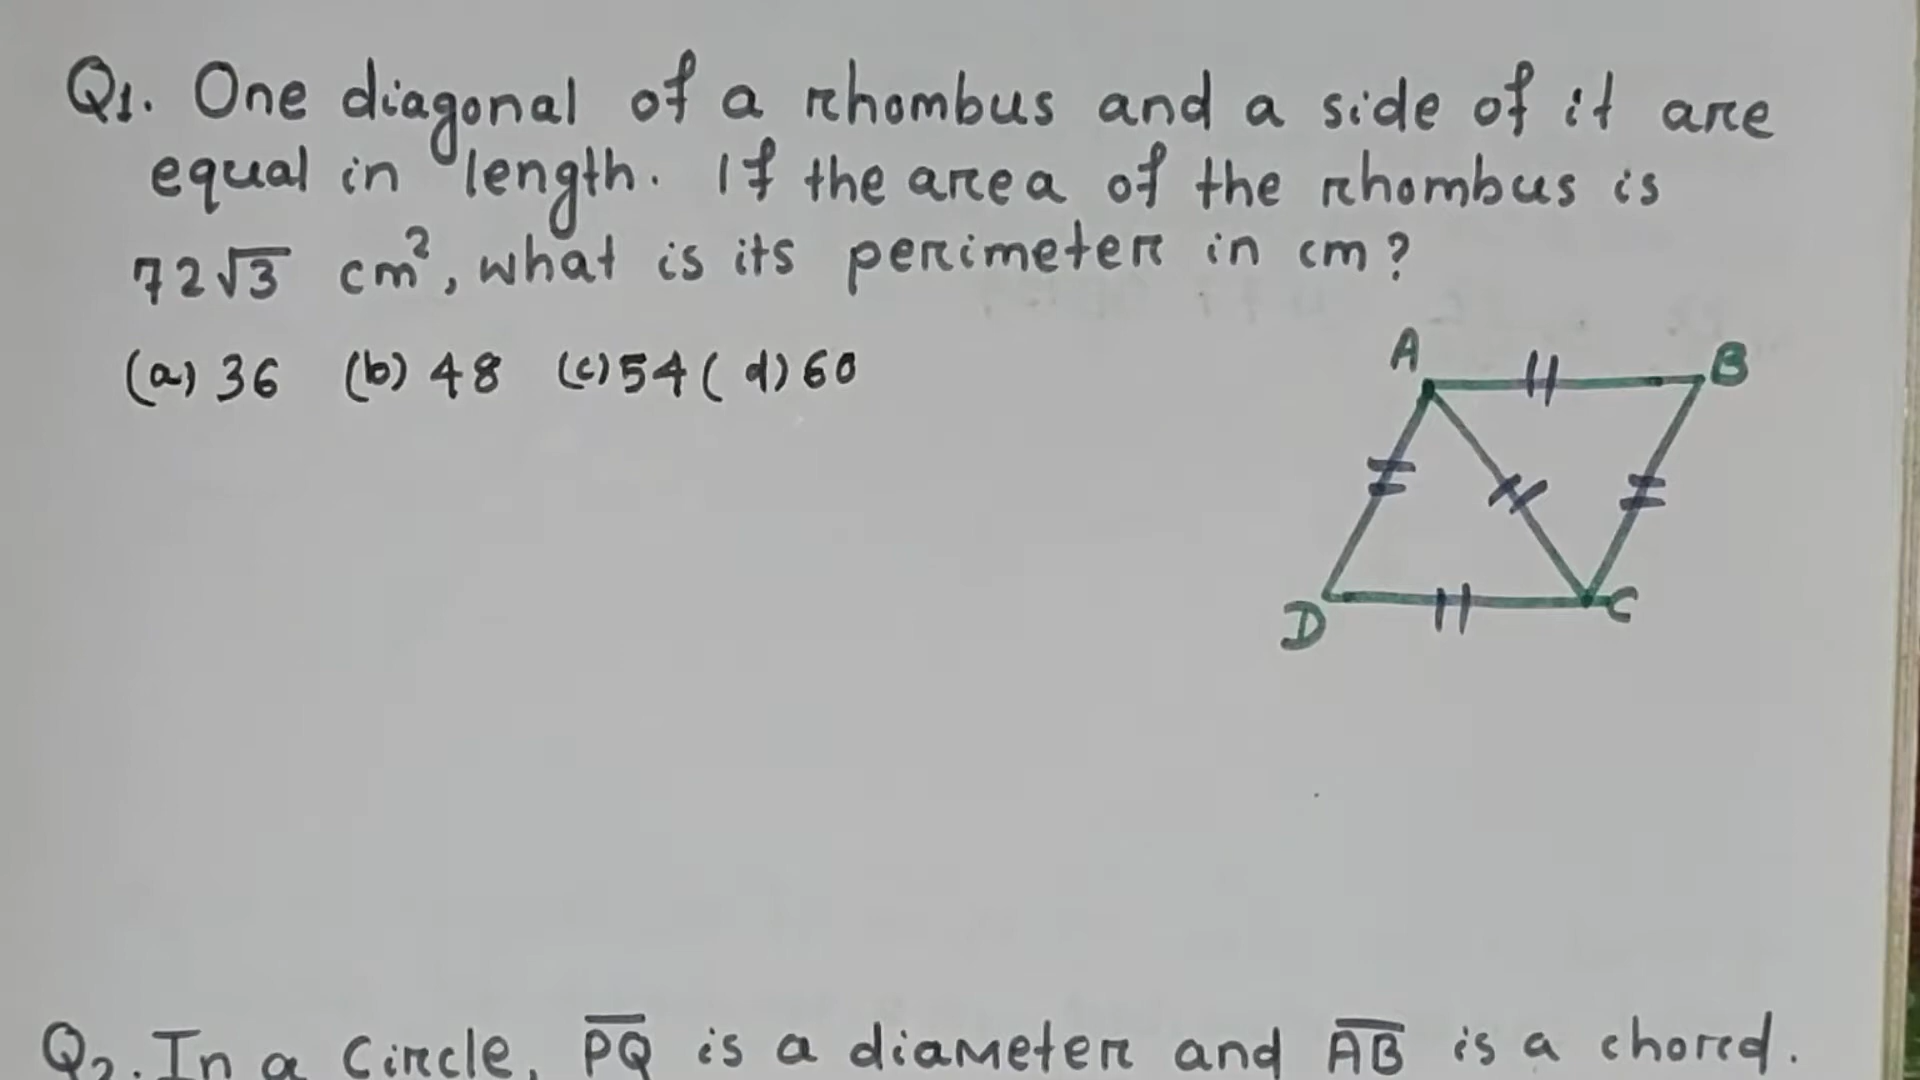 Q1. One diagonal of a rhombus and a side of it are
equal in length. If the area of the rhombus is
72√3 cm², what is its perimeter in cm?
(a) 36 (b) 48 (c) 54 (d) 60
A
B
D
C
Q2. In a Circle, P̅Q̅ is a diameter and A̅B̅ is a chord.